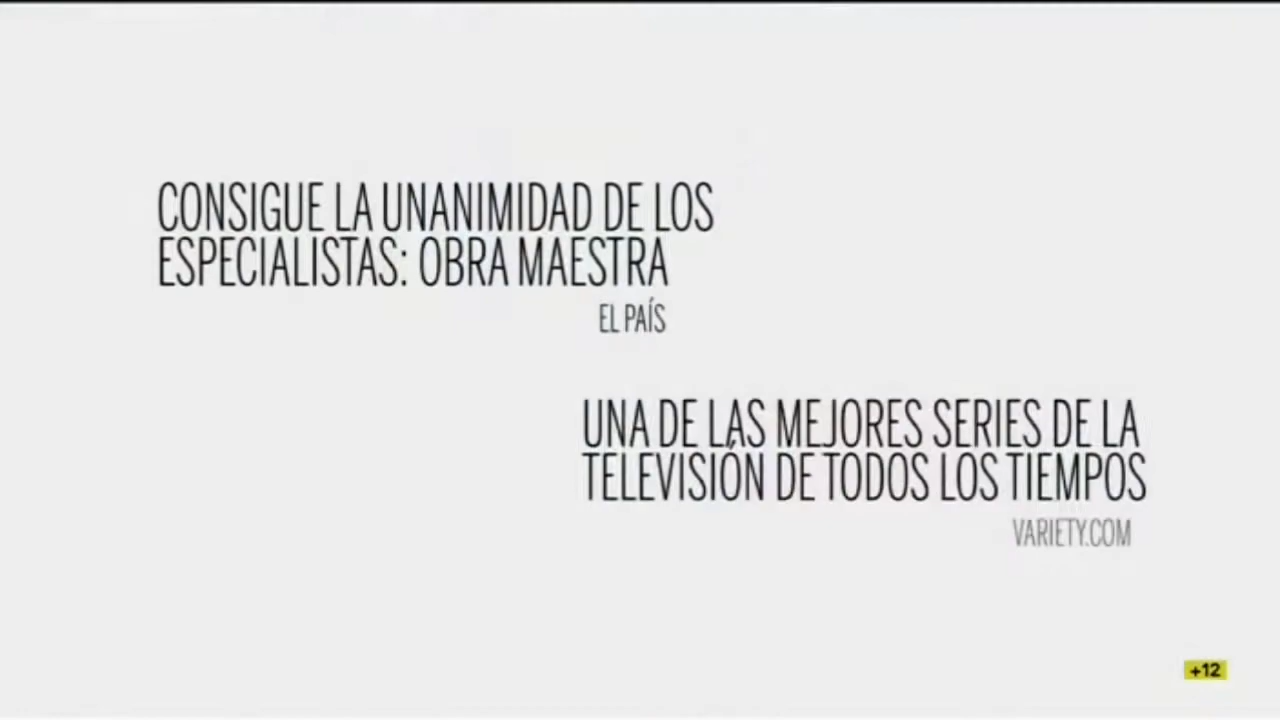 CONSIGUE LA UNANIMIDAD DE LOS
ESPECIALISTAS: OBRA MAESTRA
EL PAÍS
UNA DE LAS MEJORES SERIES DE LA
TELEVISIÓN DE TODOS LOS TIEMPOS
VARIETY.COM
+12